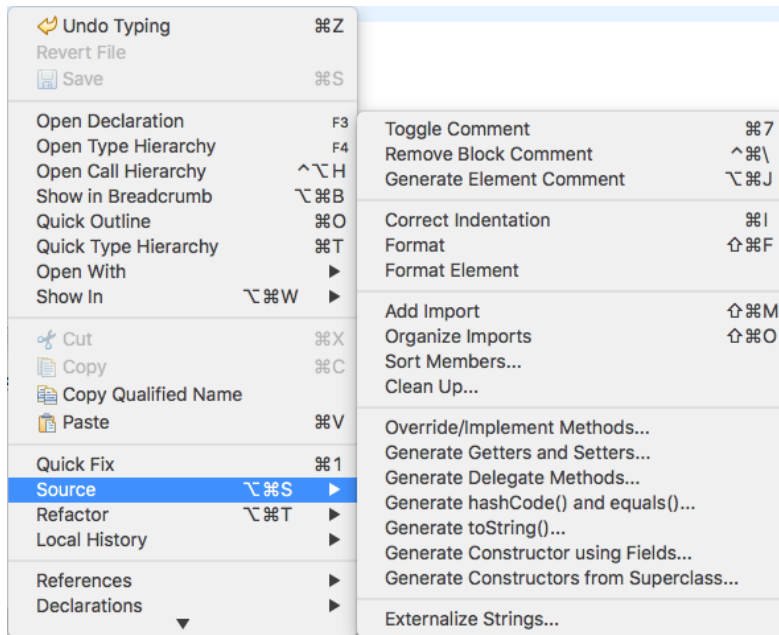 Undo Typing ⌘Z
Revert File
Save ⌘S
Open Declaration F3
Open Type Hierarchy F4
Open Call Hierarchy ^⌥H
Show in Breadcrumb ⌥⌘B
Quick Outline ⌘O
Quick Type Hierarchy ⌘T
Open With ▶
Show In ⌥⌘W ▶
Cut ⌘X
Copy ⌘C
Copy Qualified Name
Paste ⌘V
Quick Fix ⌘1
Source ⌥⌘S ▶
Refactor ⌥⌘T ▶
Local History ▶
References ▶
Declarations ▶
Toggle Comment ⌘7
Remove Block Comment ^⌘\
Generate Element Comment ⌥⌘J
Correct Indentation ⌘I
Format ⇧⌘F
Format Element
Add Import ⇧⌘M
Organize Imports ⇧⌘O
Sort Members...
Clean Up...
Override/Implement Methods...
Generate Getters and Setters...
Generate Delegate Methods...
Generate hashCode() and equals()...
Generate toString()...
Generate Constructor using Fields...
Generate Constructors from Superclass...
Externalize Strings...